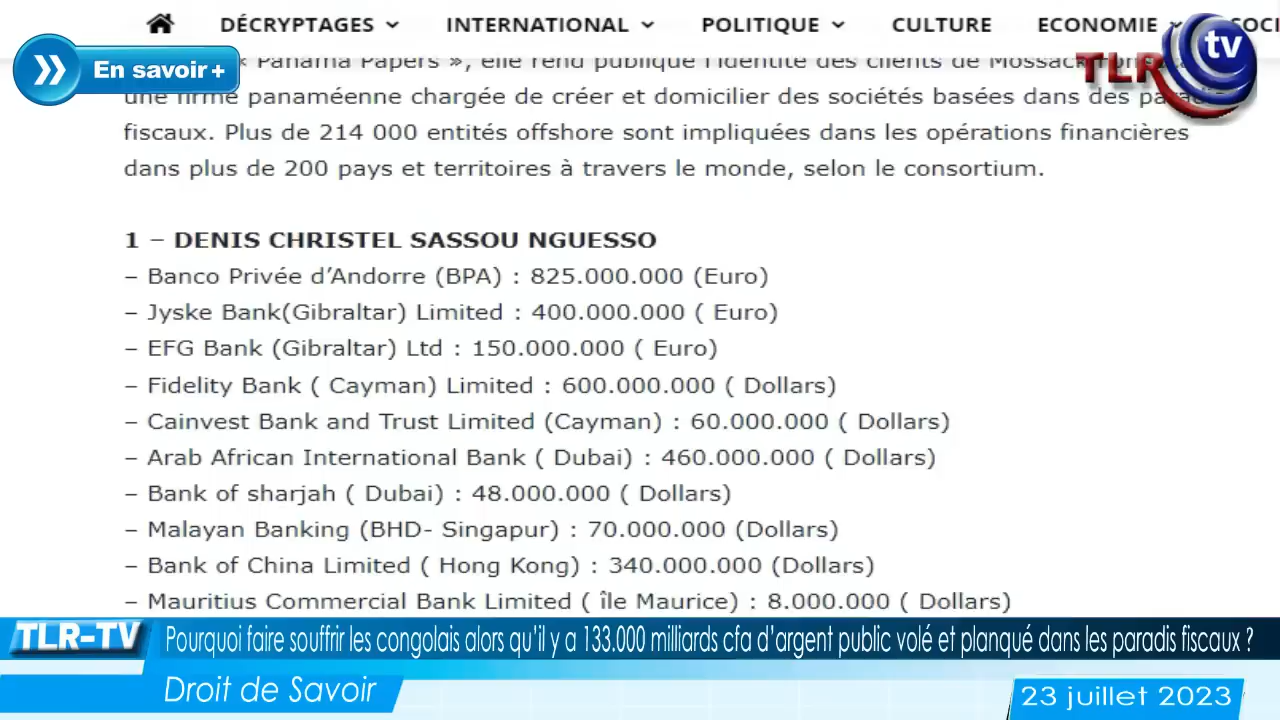 DÉCRYPTAGES INTERNATIONAL POLITIQUE CULTURE ECONOMIE
En savoir+
TLR tv
« Panama Papers », elle rend publique l'identité des clients de Mossack
une firme panaméenne chargée de créer et domicilier des sociétés basées dans des paradis
fiscaux. Plus de 214 000 entités offshore sont impliquées dans les opérations financières
dans plus de 200 pays et territoires à travers le monde, selon le consortium.
1 – DENIS CHRISTEL SASSOU NGUESSO
– Banco Privée d'Andorre (BPA) : 825.000.000 (Euro)
– Jyske Bank(Gibraltar) Limited : 400.000.000 ( Euro)
– EFG Bank (Gibraltar) Ltd : 150.000.000 ( Euro)
– Fidelity Bank ( Cayman) Limited : 600.000.000 ( Dollars)
– Cainvest Bank and Trust Limited (Cayman) : 60.000.000 ( Dollars)
– Arab African International Bank ( Dubai) : 460.000.000 ( Dollars)
– Bank of sharjah ( Dubai) : 48.000.000 ( Dollars)
– Malayan Banking (BHD- Singapur) : 70.000.000 (Dollars)
– Bank of China Limited ( Hong Kong) : 340.000.000 (Dollars)
– Mauritius Commercial Bank Limited ( île Maurice) : 8.000.000 ( Dollars)
TLR-TV Pourquoi faire souffrir les congolais alors qu'il y a 133.000 milliards cfa d'argent public volé et planqué dans les paradis fiscaux ?
Droit de Savoir
23 juillet 2023